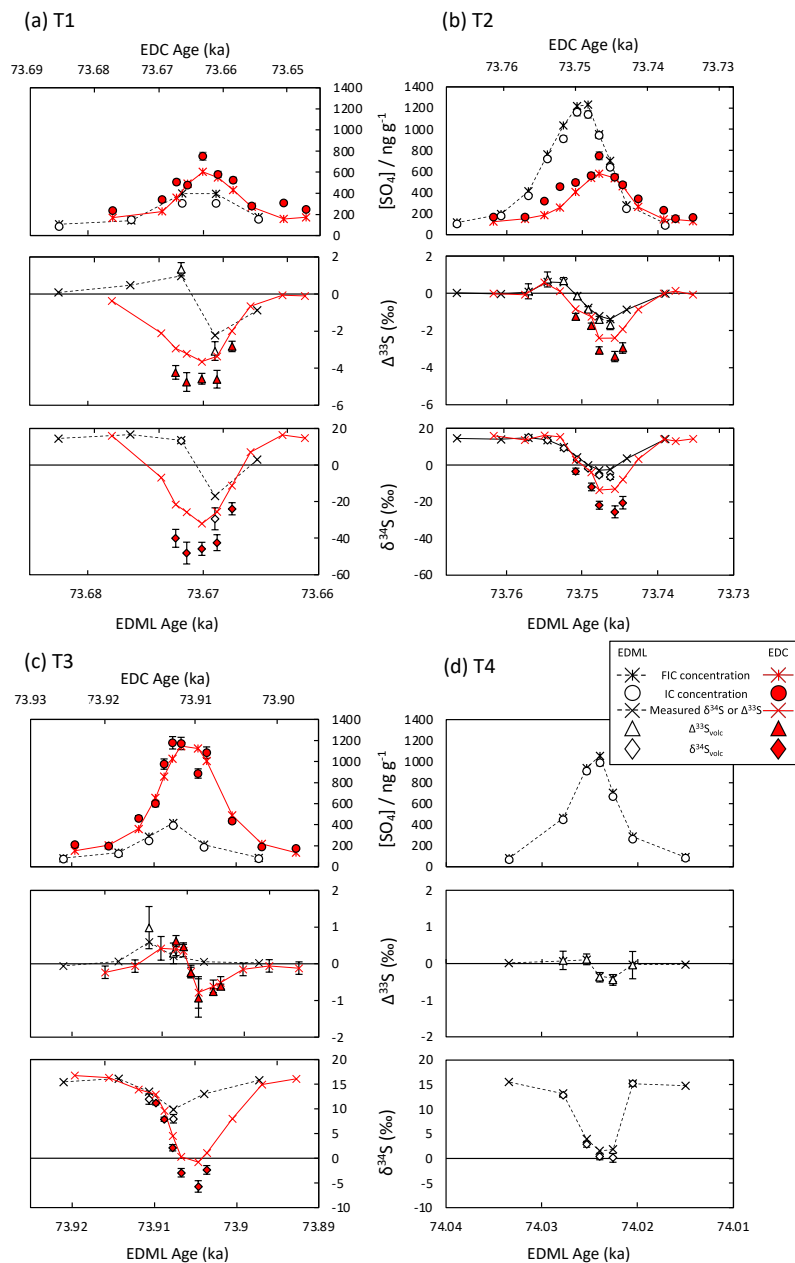 (a) T1
EDC Age (ka)
73.69 73.68 73.67 73.66 73.65
1400
1200
1000
800
600
400
200
0
[SO4] / ng g⁻¹
2
0
-2
-4
-6
Δ³³S (‰)
20
0
-20
-40
-60
δ³⁴S (‰)
73.68 73.67 73.66
EDML Age (ka)
(b) T2
EDC Age (ka)
73.76 73.75 73.74 73.73
1400
1200
1000
800
600
400
200
0
2
0
-2
-4
-6
20
0
-20
-40
-60
73.76 73.75 73.74 73.73
EDML Age (ka)
(c) T3
EDC Age (ka)
73.93 73.92 73.91 73.90
1400
1200
1000
800
600
400
200
0
[SO4] / ng g⁻¹
2
1
0
-1
-2
Δ³³S (‰)
20
15
10
5
0
-5
-10
δ³⁴S (‰)
73.92 73.91 73.9 73.89
EDML Age (ka)
(d) T4
EDML EDC
FIC concentration
IC concentration
Measured δ³⁴S or Δ³³S
Δ³³Svolc
δ³⁴Svolc
1400
1200
1000
800
600
400
200
0
2
1
0
-1
-2
20
15
10
5
0
-5
-10
74.04 74.03 74.02 74.01
EDML Age (ka)